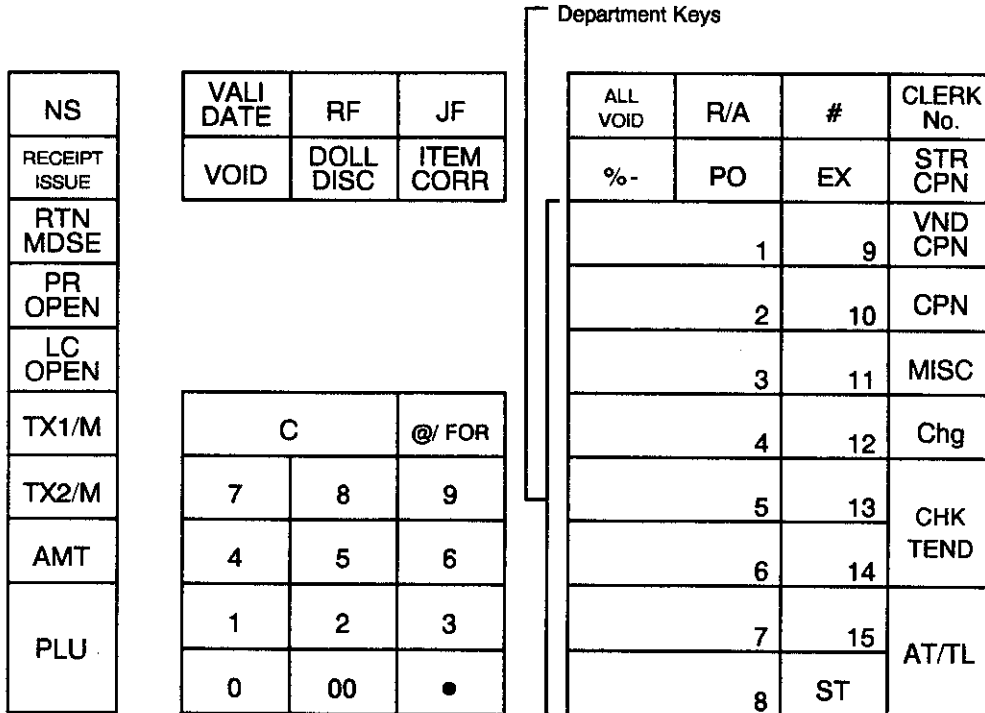 Department Keys
NS
RECEIPT
ISSUE
RTN
MDSE
PR
OPEN
LC
OPEN
TX1/M
TX2/M
AMT
PLU
VALI
DATE
RF
JF
VOID
DOLL
DISC
ITEM
CORR
C
@/ FOR
7
8
9
4
5
6
1
2
3
0
00
•
ALL
VOID
R/A
#
CLERK
No.
%-
PO
EX
STR
CPN
1
9
VND
CPN
2
10
CPN
3
11
MISC
4
12
Chg
5
13
CHK
TEND
6
14
7
15
AT/TL
8
ST